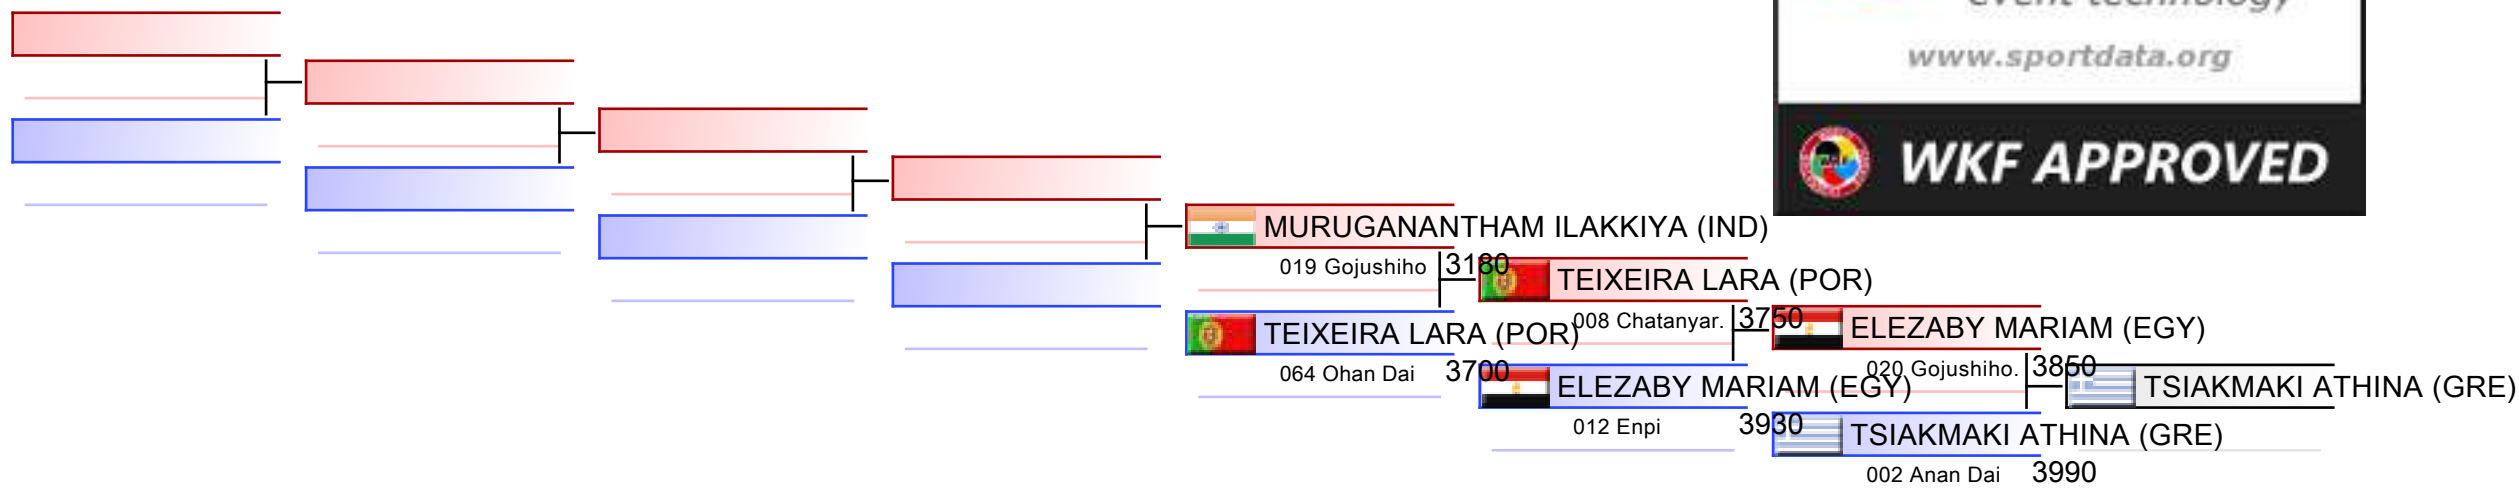 event technology
www.sportdata.org
WKF APPROVED
MURUGANANTHAM ILAKKIYA (IND)
019 Gojushiho 3180
TEIXEIRA LARA (POR)
064 Ohan Dai 3700
TEIXEIRA LARA (POR)
008 Chatanyar. 3750
ELEZABY MARIAM (EGY)
012 Enpi 3930
ELEZABY MARIAM (EGY)
020 Gojushiho. 3850
TSIAKMAKI ATHINA (GRE)
002 Anan Dai 3990
TSIAKMAKI ATHINA (GRE)